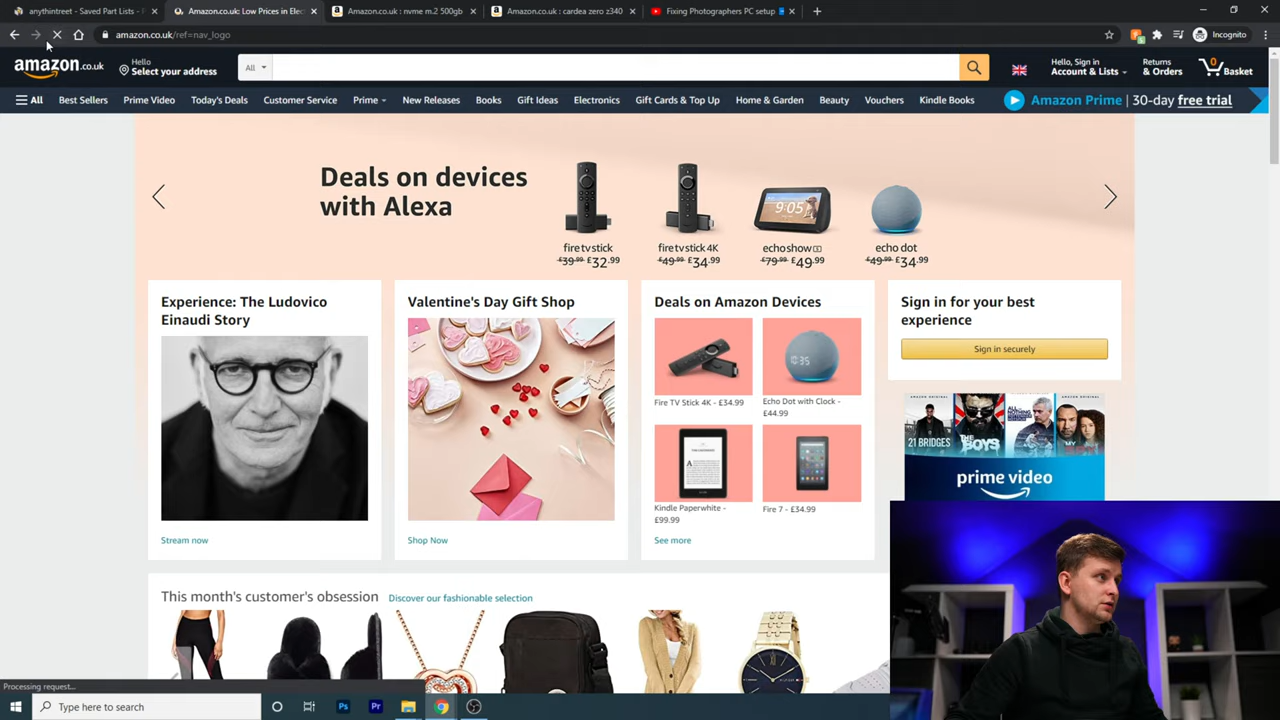 anythintreet - Saved Part Lists -
Amazon.co.uk: Low Prices in Elec
Amazon.co.uk : nvme m.2 500gb
Amazon.co.uk : cardea zero z340
Fixing Photographers PC setup
amazon.co.uk/ref=nav_logo
Incognito
amazon.co.uk
Hello
Select your address
All
Hello, Sign in
Account & Lists
Returns
& Orders
0
Basket
All
Best Sellers
Prime Video
Today's Deals
Customer Service
Prime
New Releases
Books
Gift Ideas
Electronics
Gift Cards & Top Up
Home & Garden
Beauty
Vouchers
Kindle Books
Amazon Prime | 30-day free trial
Deals on devices
with Alexa
9:05
fire tv stick
£39.99 £32.99
fire tv stick 4K
£49.99 £34.99
echo show 5
£79.99 £49.99
echo dot
£49.99 £34.99
Experience: The Ludovico
Einaudi Story
Stream now
Valentine's Day Gift Shop
Shop Now
Deals on Amazon Devices
Fire TV Stick 4K - £34.99
Echo Dot with Clock -
£44.99
Kindle Paperwhite -
£99.99
Fire 7 - £34.99
See more
Sign in for your best
experience
Sign in securely
21 BRIDGES
THE BOYS
prime video
This month's customer's obsession
Discover our fashionable selection
Processing request...
Type here to search
Ps
Pr